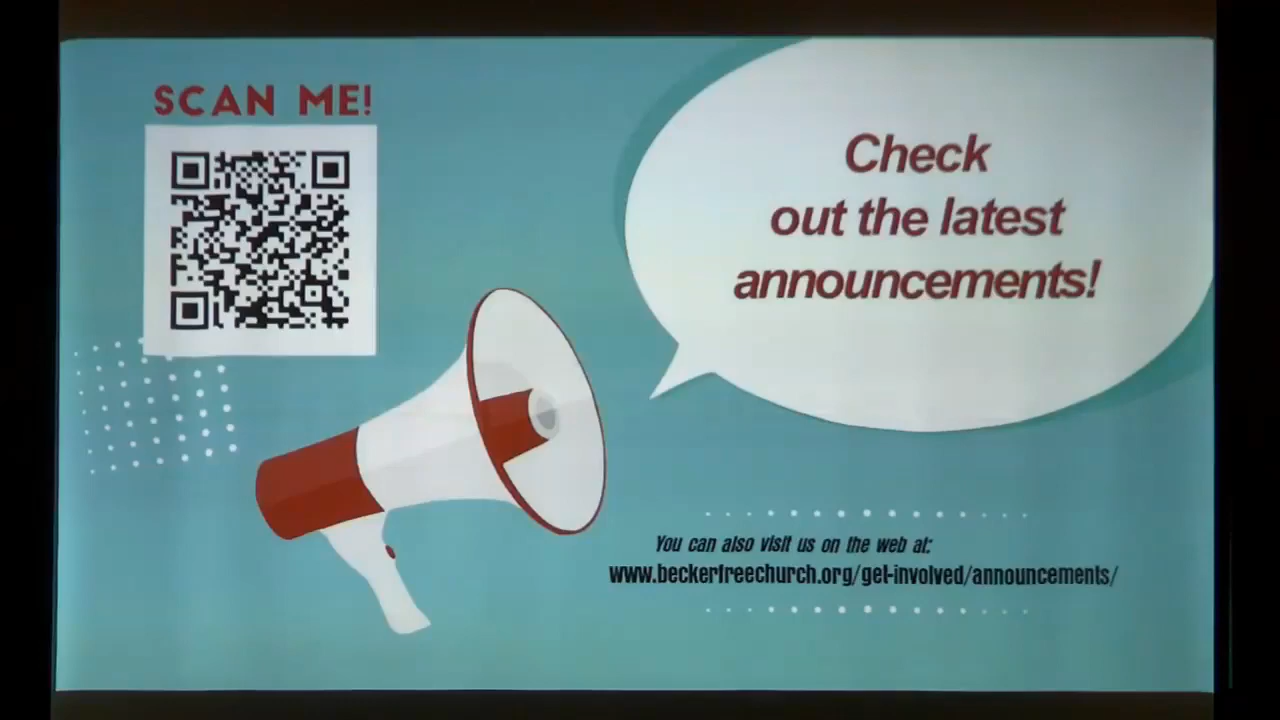 SCAN ME!
Check
out the latest
announcements!
You can also visit us on the web at:
www.beckerfreechurch.org/get-involved/announcements/